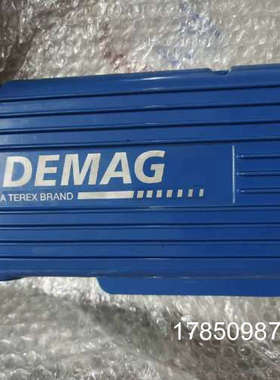 DEMAG
A TEREX BRAND
17850987